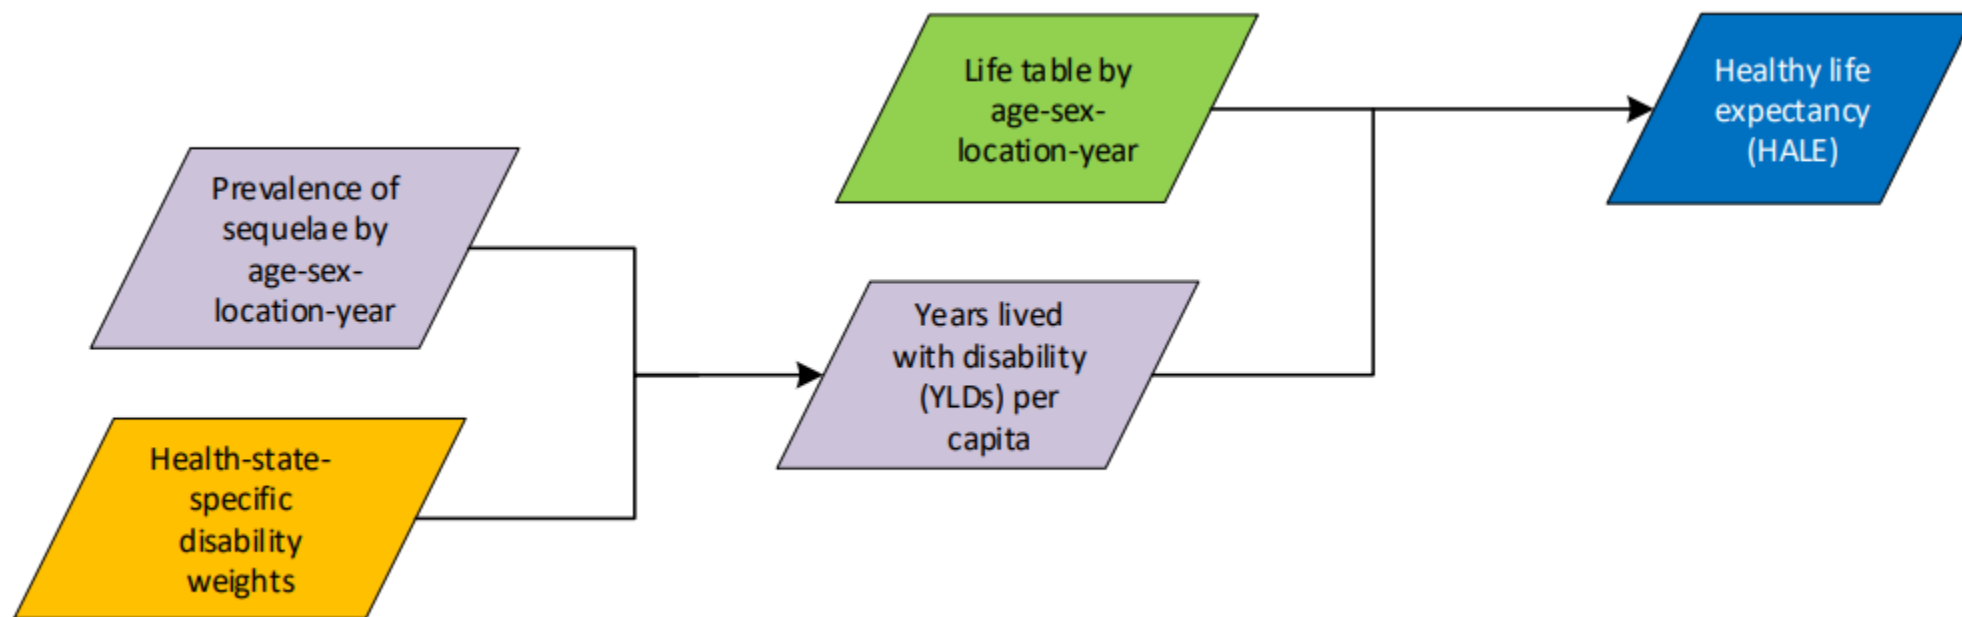 Prevalence of
sequelae by
age-sex-
location-year
Health-state-
specific
disability
weights
Life table by
age-sex-
location-year
Years lived
with disability
(YLDs) per
capita
Healthy life
expectancy
(HALE)